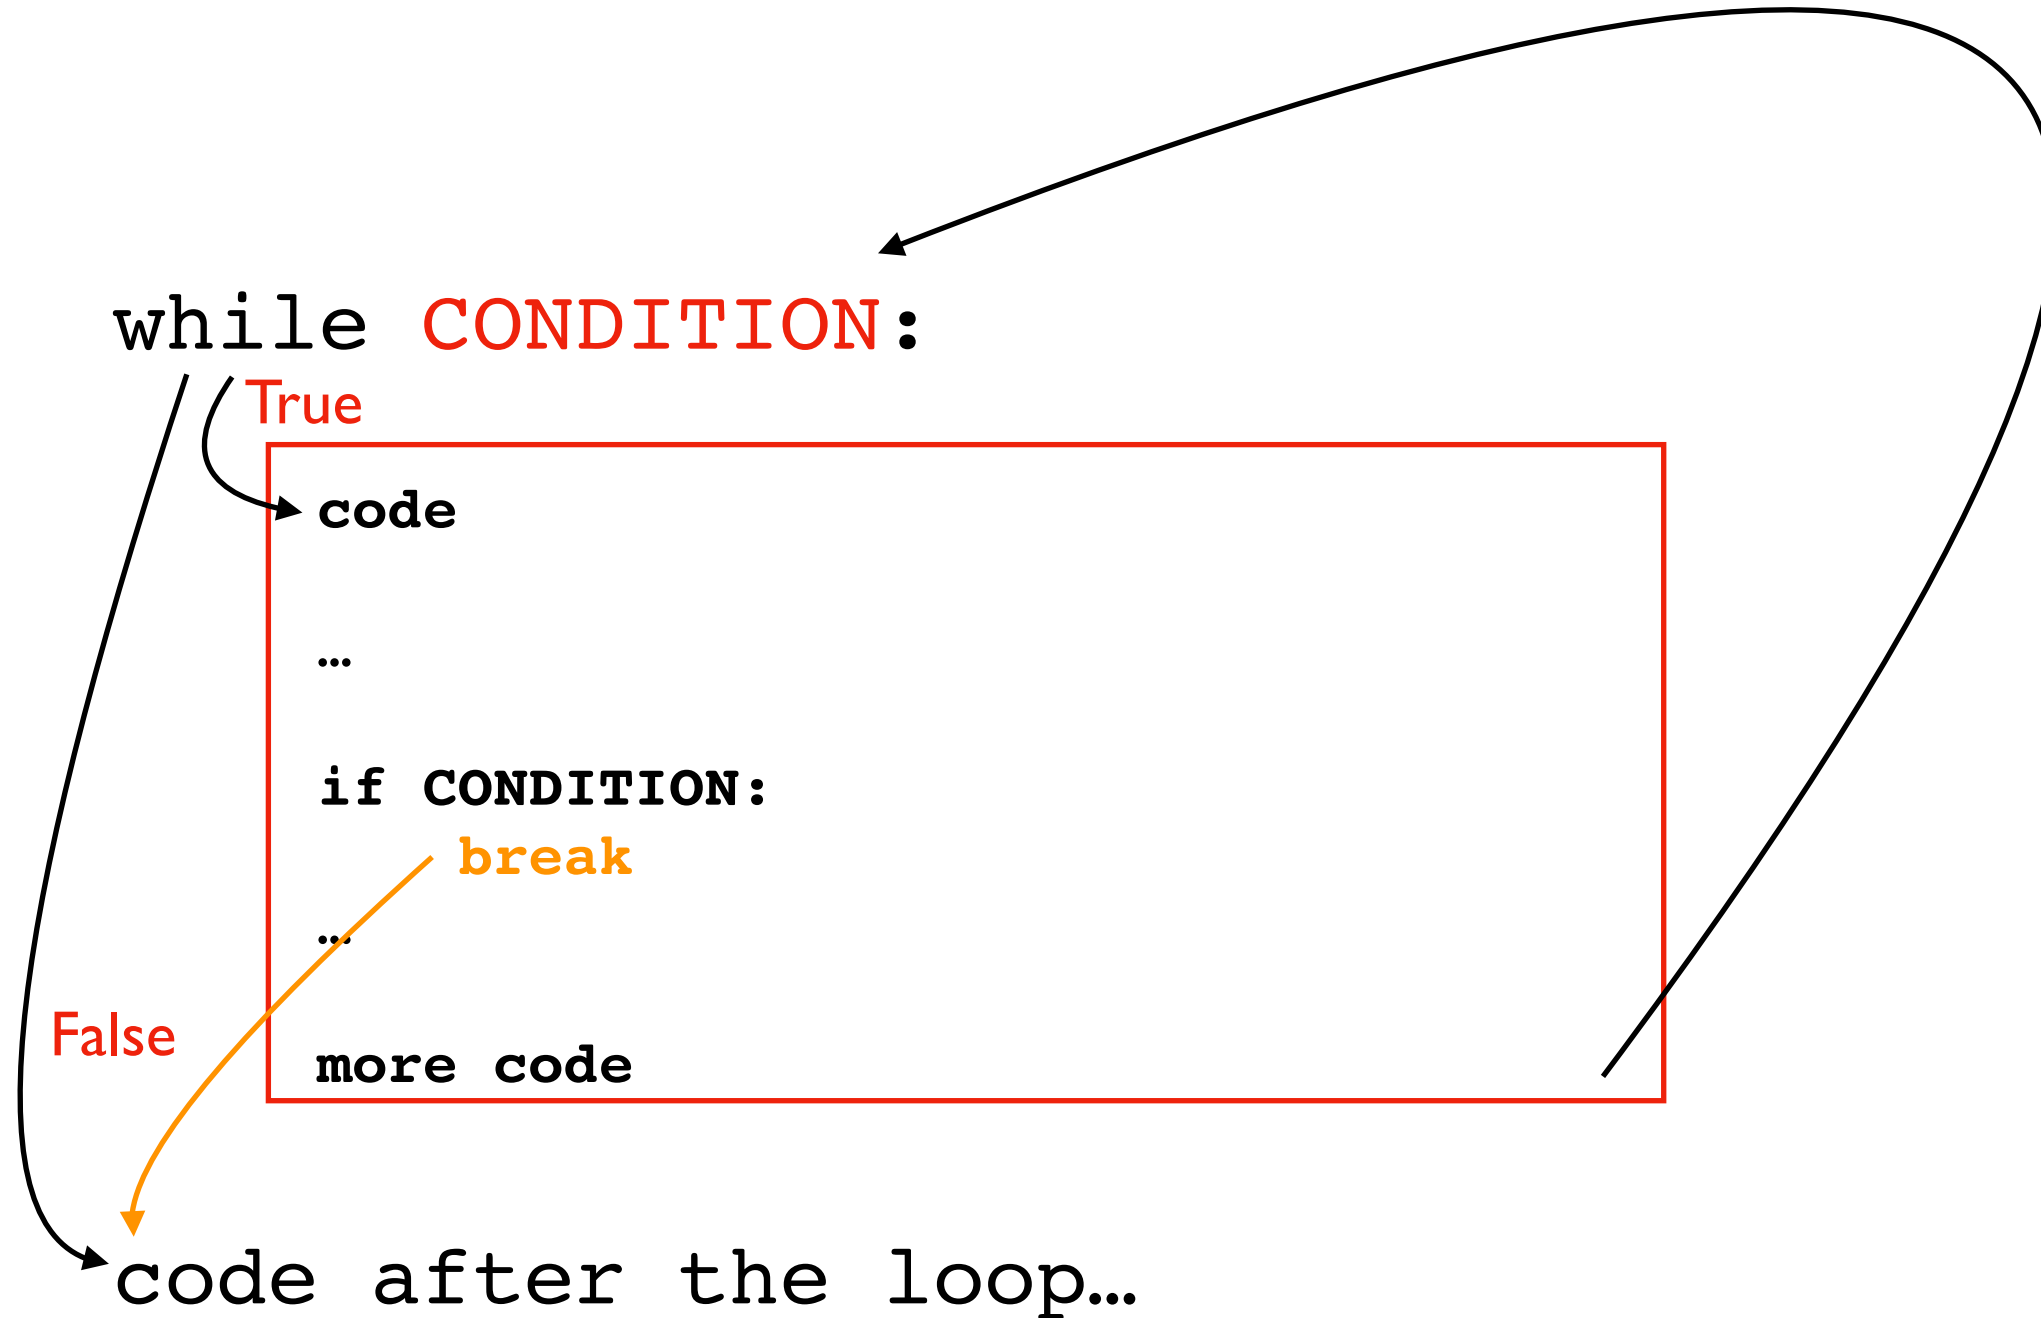 while CONDITION:
True
code
…
if CONDITION:
break
…
False
more code
code after the loop…